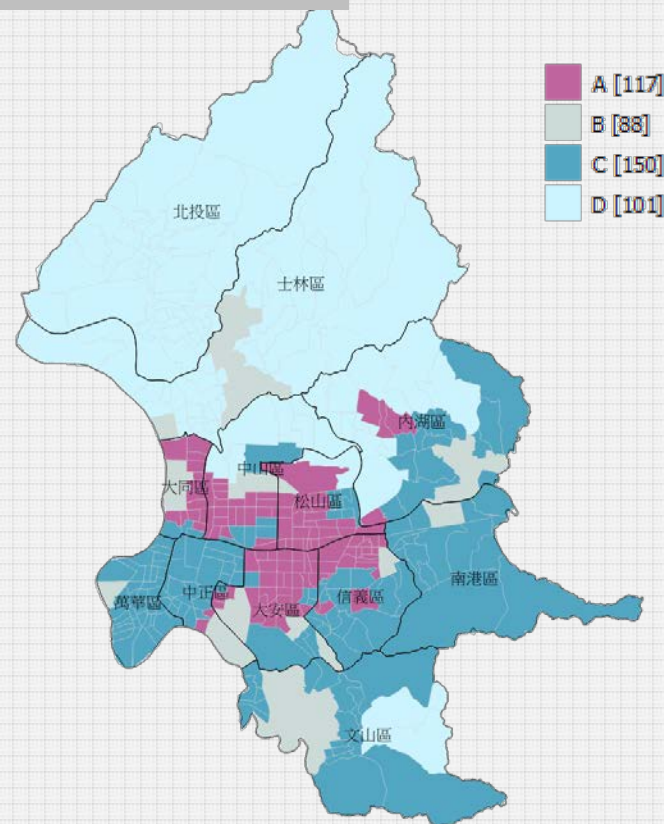 A [117]
B [88]
C [150]
D [101]
北投區
士林區
內湖區
中山區
大同區
松山區
南港區
萬華區
中正區
大安區
信義區
文山區